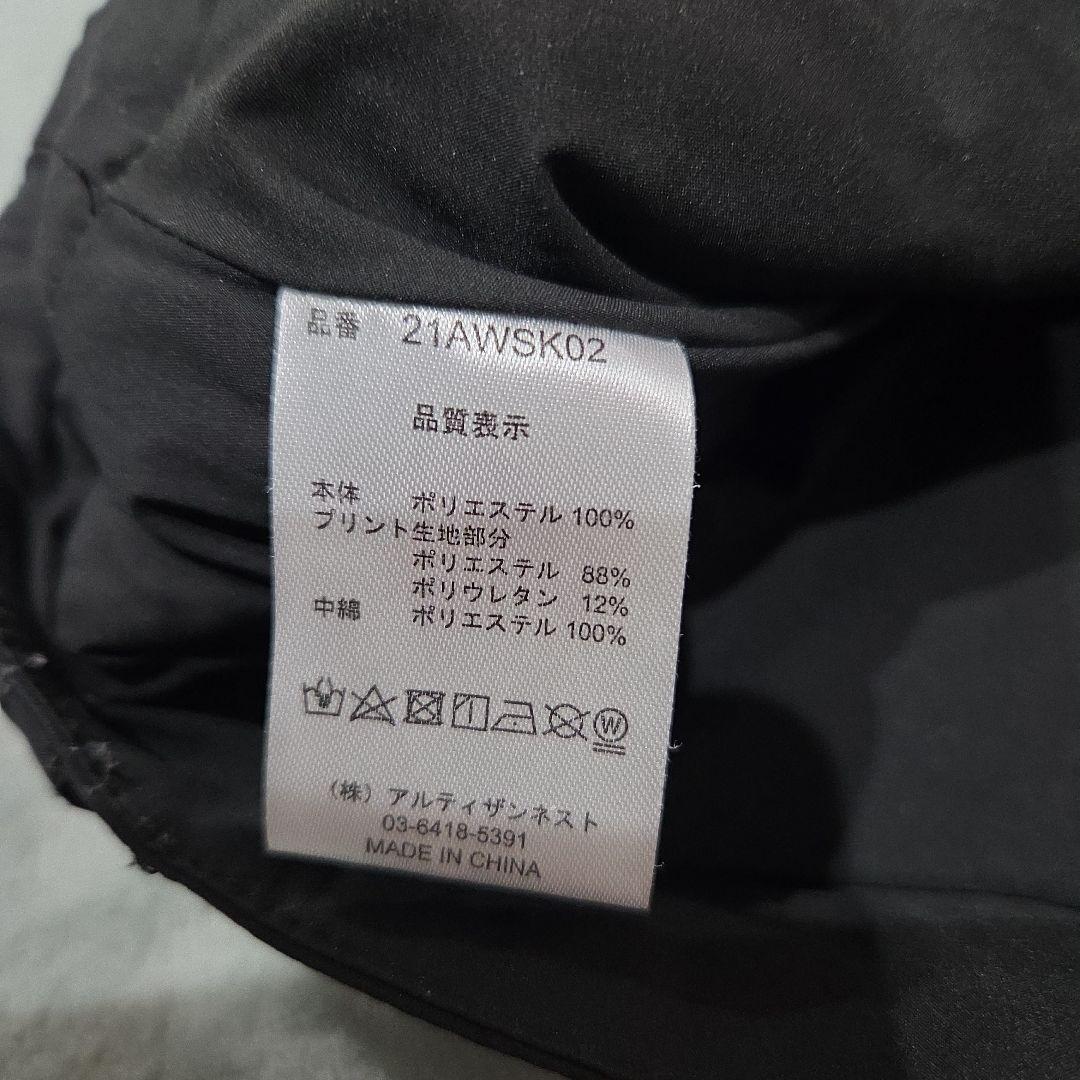 品番 21AWSK02
品質表示
本体 ポリエステル 100%
プリント生地部分
ポリエステル 88%
ポリウレタン 12%
中綿 ポリエステル 100%
W
(株) アルティザンネスト
03-6418-5391
MADE IN CHINA